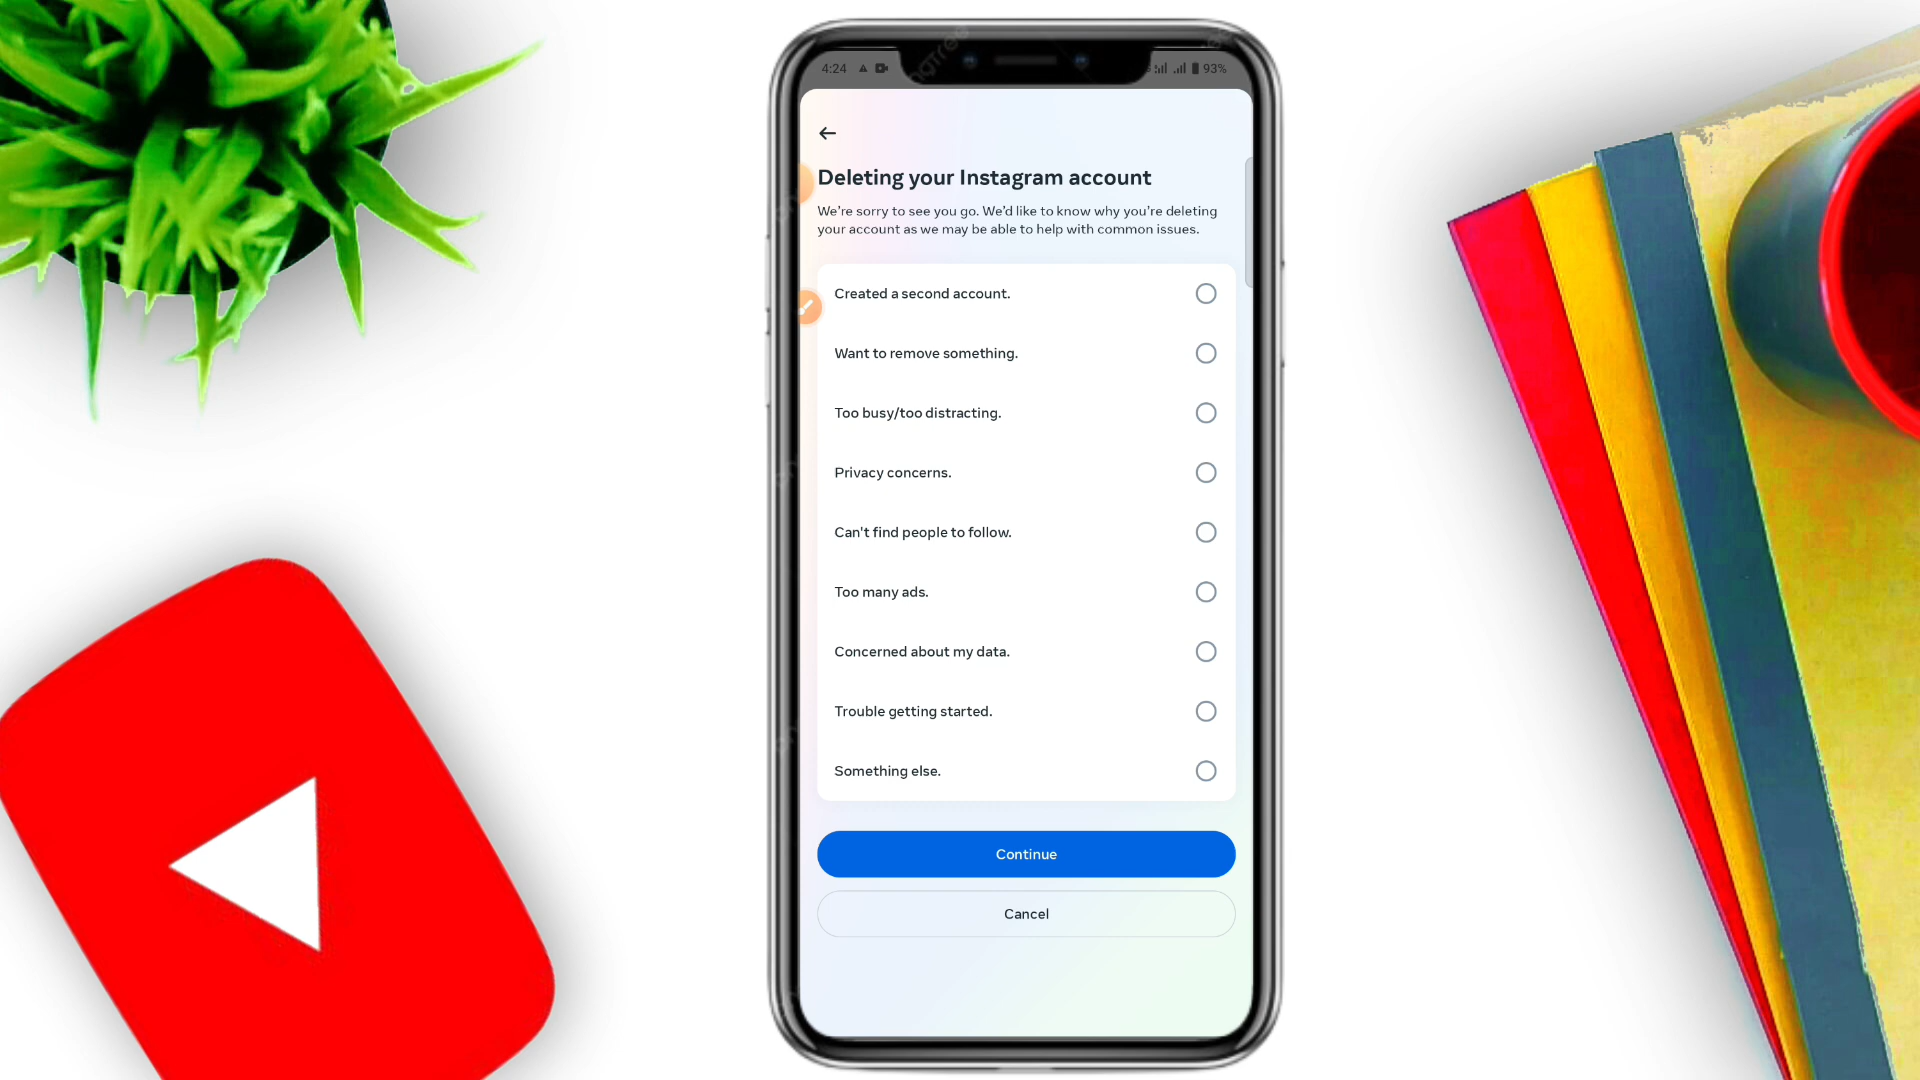 4:24
93%
Deleting your Instagram account
We're sorry to see you go. We'd like to know why you're deleting
your account as we may be able to help with common issues.
Created a second account.
Want to remove something.
Too busy/too distracting.
Privacy concerns.
Can't find people to follow.
Too many ads.
Concerned about my data.
Trouble getting started.
Something else.
Continue
Cancel